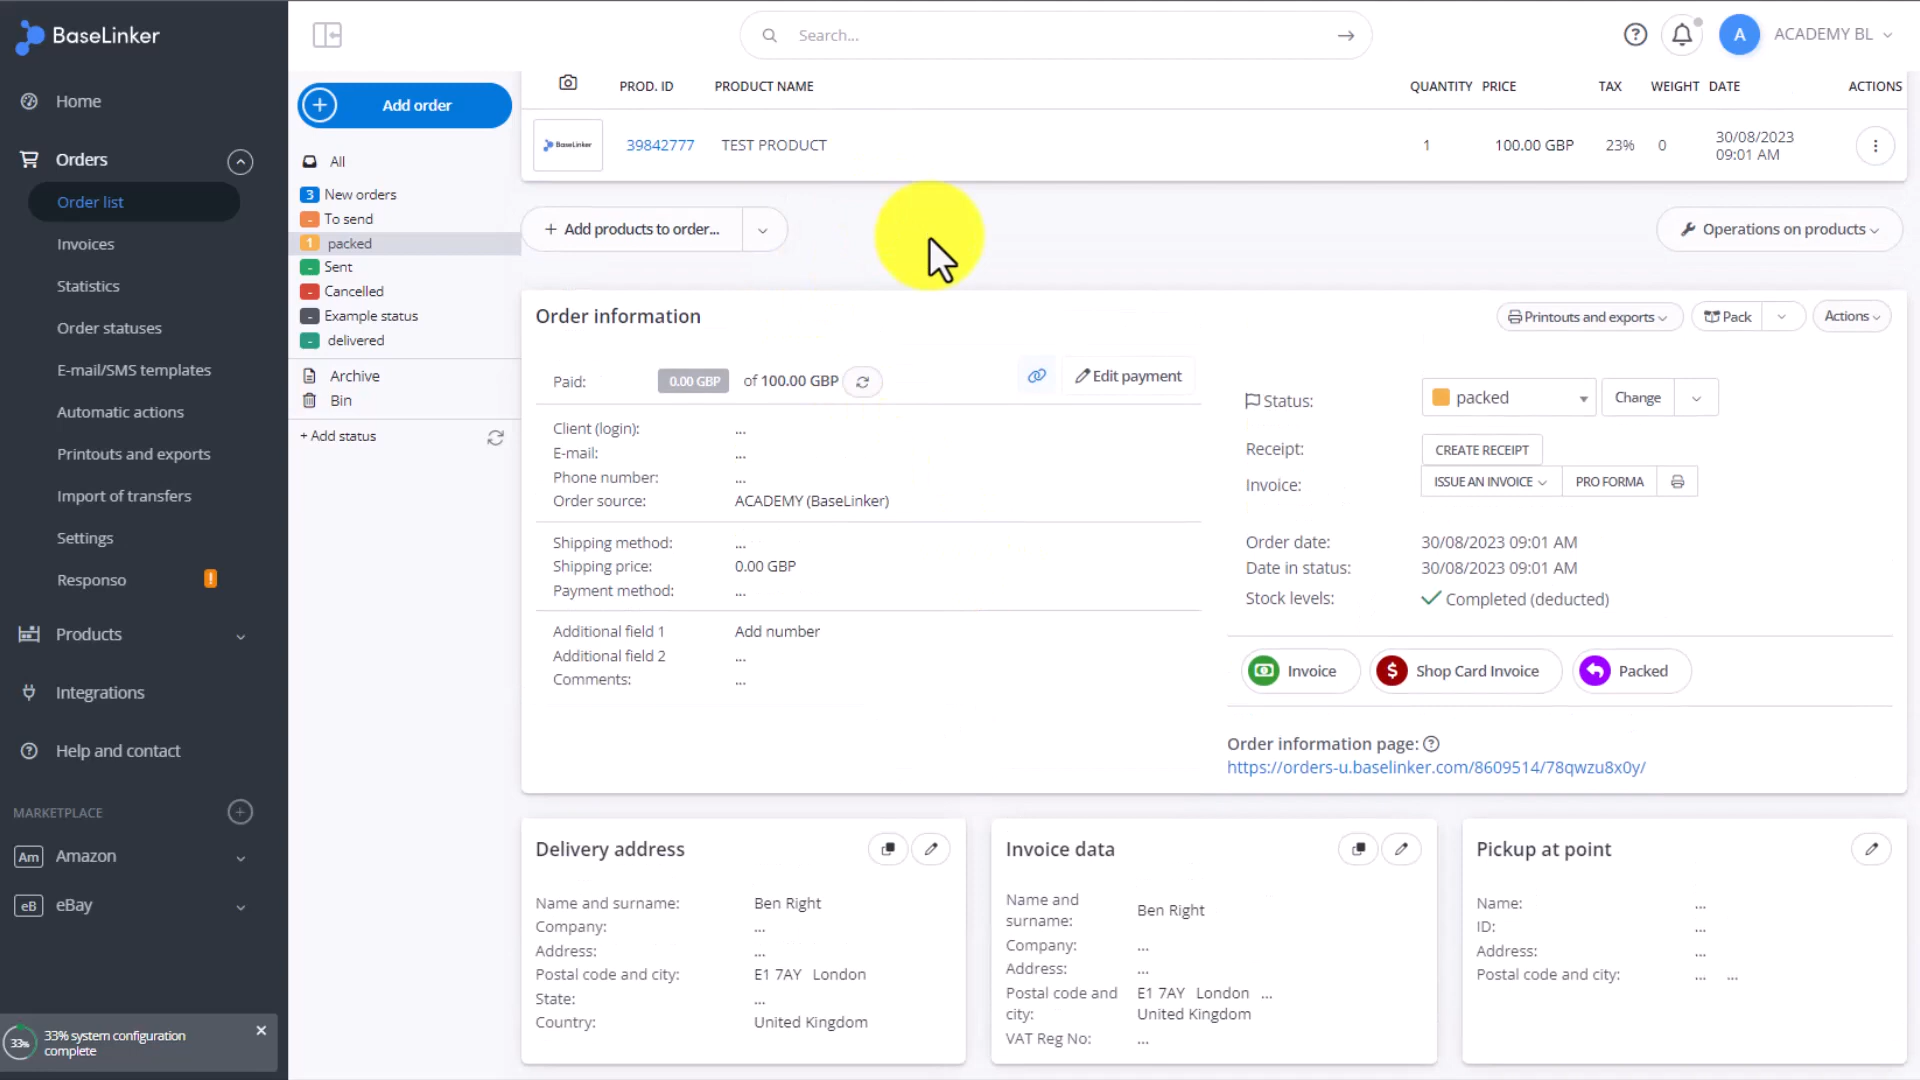 BaseLinker
Search...
A
ACADEMY BL
Home
Orders
Order list
Invoices
Statistics
Order statuses
E-mail/SMS templates
Automatic actions
Printouts and exports
Import of transfers
Settings
Responso
!
Products
Integrations
Help and contact
MARKETPLACE
Am Amazon
eB eBay
33% 33% system configuration
complete
Add order
All
3 New orders
- To send
1 packed
- Sent
- Cancelled
- Example status
- delivered
Archive
Bin
+ Add status
PROD. ID PRODUCT NAME QUANTITY PRICE TAX WEIGHT DATE ACTIONS
BaseLinker 39842777 TEST PRODUCT 1 100.00 GBP 23% 0 30/08/2023
09:01 AM
+ Add products to order...
Operations on products
Order information
Printouts and exports
Pack
Actions
Paid: 0.00 GBP of 100.00 GBP
Edit payment
Client (login): ...
E-mail: ...
Phone number: ...
Order source: ACADEMY (BaseLinker)
Shipping method: ...
Shipping price: 0.00 GBP
Payment method: ...
Additional field 1 Add number
Additional field 2 ...
Comments: ...
Status: packed Change
Receipt: CREATE RECEIPT
Invoice: ISSUE AN INVOICE PRO FORMA
Order date: 30/08/2023 09:01 AM
Date in status: 30/08/2023 09:01 AM
Stock levels: Completed (deducted)
Invoice
$ Shop Card Invoice
Packed
Order information page:
https://orders-u.baselinker.com/8609514/78qwzu8x0y/
Delivery address
Name and surname: Ben Right
Company: ...
Address: ...
Postal code and city: E1 7AY London
State: ...
Country: United Kingdom
Invoice data
Name and
surname: Ben Right
Company: ...
Address: ...
Postal code and E1 7AY London ...
city: United Kingdom
VAT Reg No: ...
Pickup at point
Name: ...
ID: ...
Address: ...
Postal code and city: ... ...